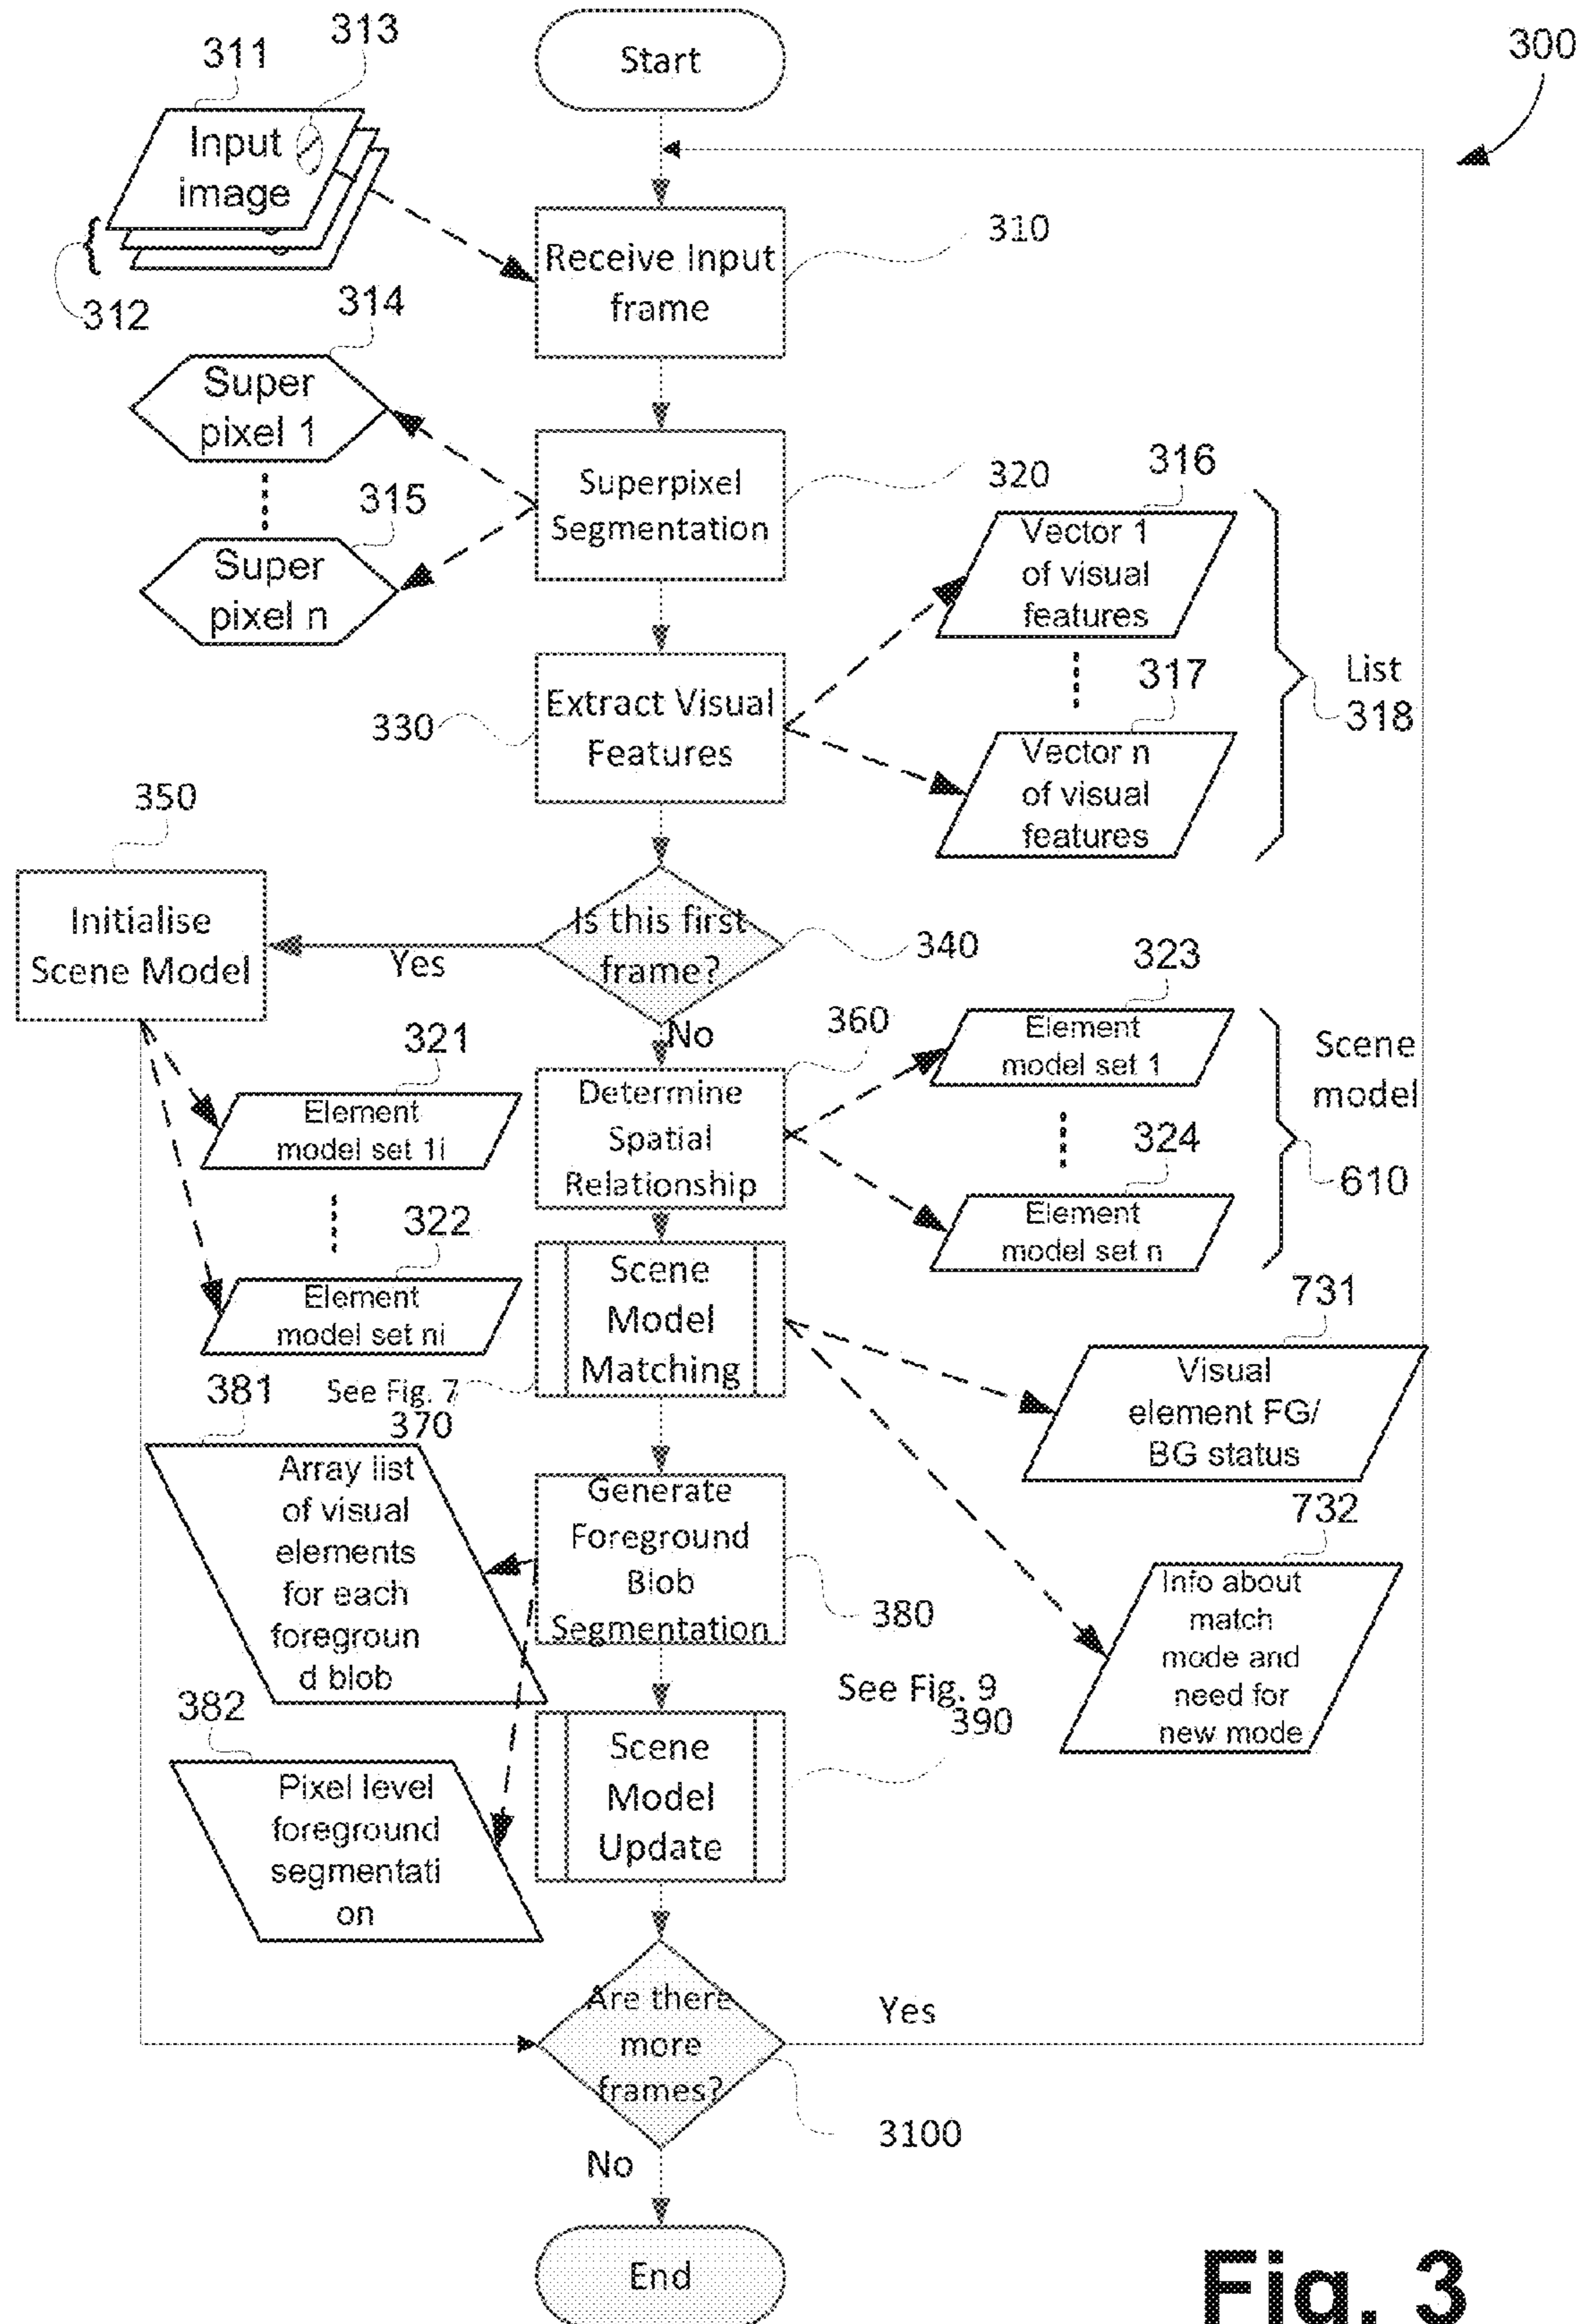 313
311
Start
300
Input
image
310
Receive Input
frame
312
314
Super
pixel 1
316
320
Superpixel
Segmentation
315
Vector 1
of visual
features
Super
pixel n
List
318
317
330
Extract Visual
Features
Vector n
of visual
features
350
Initialise
Scene Model
Is this first
frame?
340
Yes
323
360
No
321
Element
model set 1
Scene
model
Determine
Spatial
Relationship
Element
model set 1i
324
610
322
Element
model set n
Scene
Model
Matching
Element
model set ni
731
381
See Fig. 7
370
Visual
element FG/
BG status
Array list
of visual
elements
for each
foregroun
d blob
Generate
Foreground
Blob
Segmentation
732
380
Info about
match
mode and
need for
new mode
382
See Fig. 9
390
Scene
Model
Update
Pixel level
foreground
segmentati
on
Are there
more
frames?
Yes
3100
No
End
Fig. 3